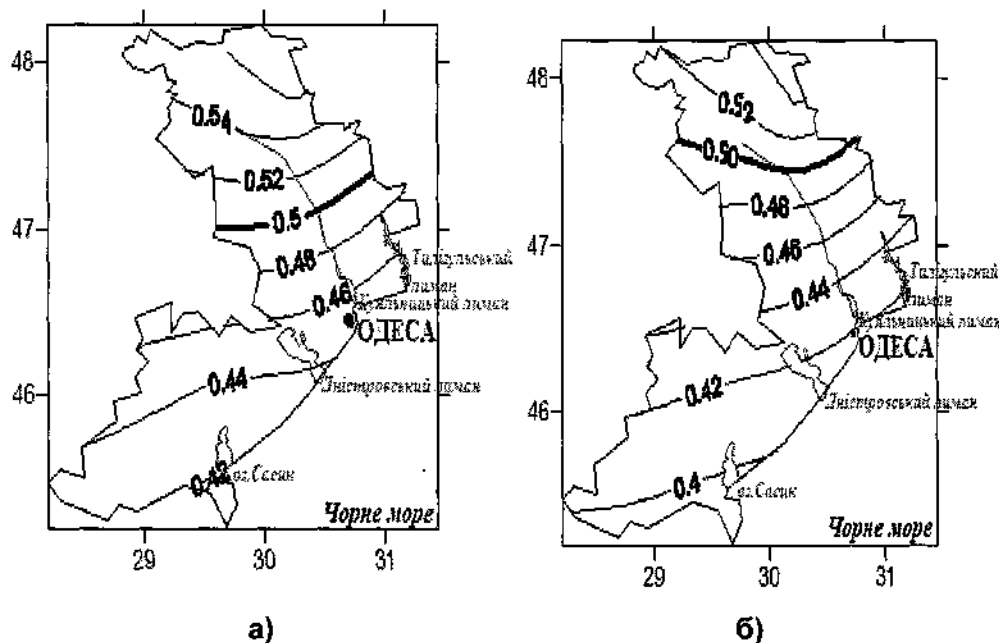 48
47
46
29
30
31
0.54
0.52
0.5
0.48
0.46
0.44
0.42
Тилігульський
лиман
Куяльницький лиман
ОДЕСА
Дністровський лиман
оз.Сасик
Чорне море
а)
48
47
46
29
30
31
0.52
0.50
0.48
0.46
0.44
0.42
0.4
Тилігульский
лиман
Куяльницький лиман
ОДЕСА
Дністровський лиман
оз.Сасик
Чорне море
б)